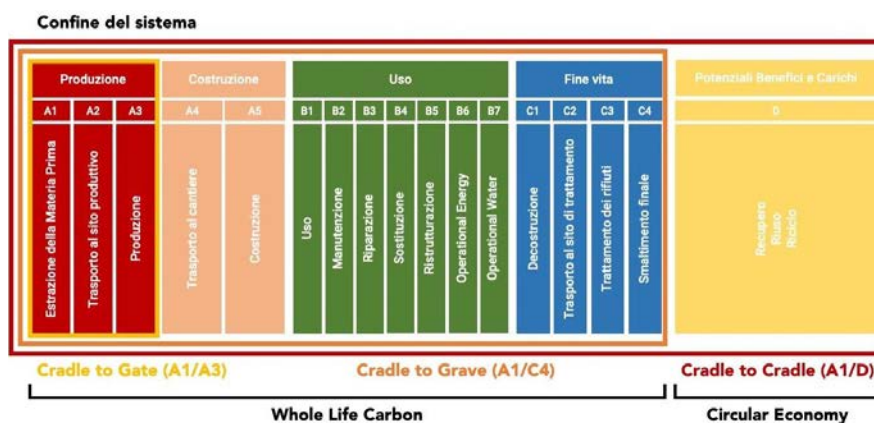 Confine del sistema
Produzione
Costruzione
Uso
Fine vita
Potenziali Benefici e Carichi
A1
A2
A3
A4
A5
B1
B2
B3
B4
B5
B6
B7
C1
C2
C3
C4
D
Estrazione della Materia Prima
Trasporto al sito produttivo
Produzione
Trasporto al cantiere
Costruzione
Uso
Manutenzione
Riparazione
Sostituzione
Ristrutturazione
Operational Energy
Operational Water
Decostruzione
Trasporto al sito di trattamento
Trattamento dei rifiuti
Smaltimento finale
Recupero
Riuso
Riciclo
Cradle to Gate (A1/A3)
Cradle to Grave (A1/C4)
Cradle to Cradle (A1/D)
Whole Life Carbon
Circular Economy